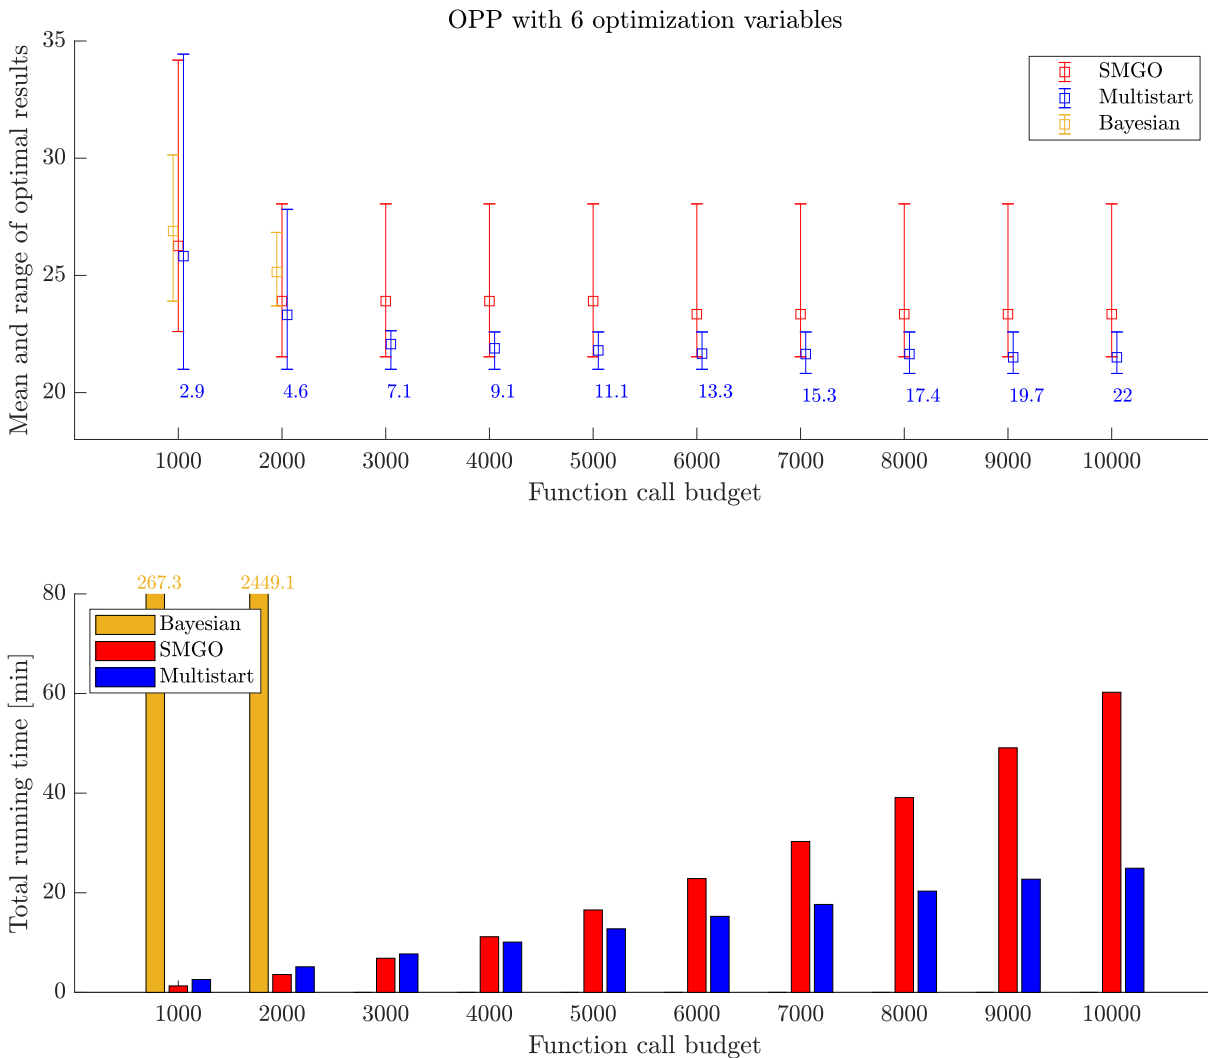 OPP with 6 optimization variables
Mean and range of optimal results
35
30
25
20
SMGO
Multistart
Bayesian
2.9 4.6 7.1 9.1 11.1 13.3 15.3 17.4 19.7 22
1000 2000 3000 4000 5000 6000 7000 8000 9000 10000
Function call budget
267.3 2449.1
Total running time [min]
80
60
40
20
0
Bayesian
SMGO
Multistart
1000 2000 3000 4000 5000 6000 7000 8000 9000 10000
Function call budget